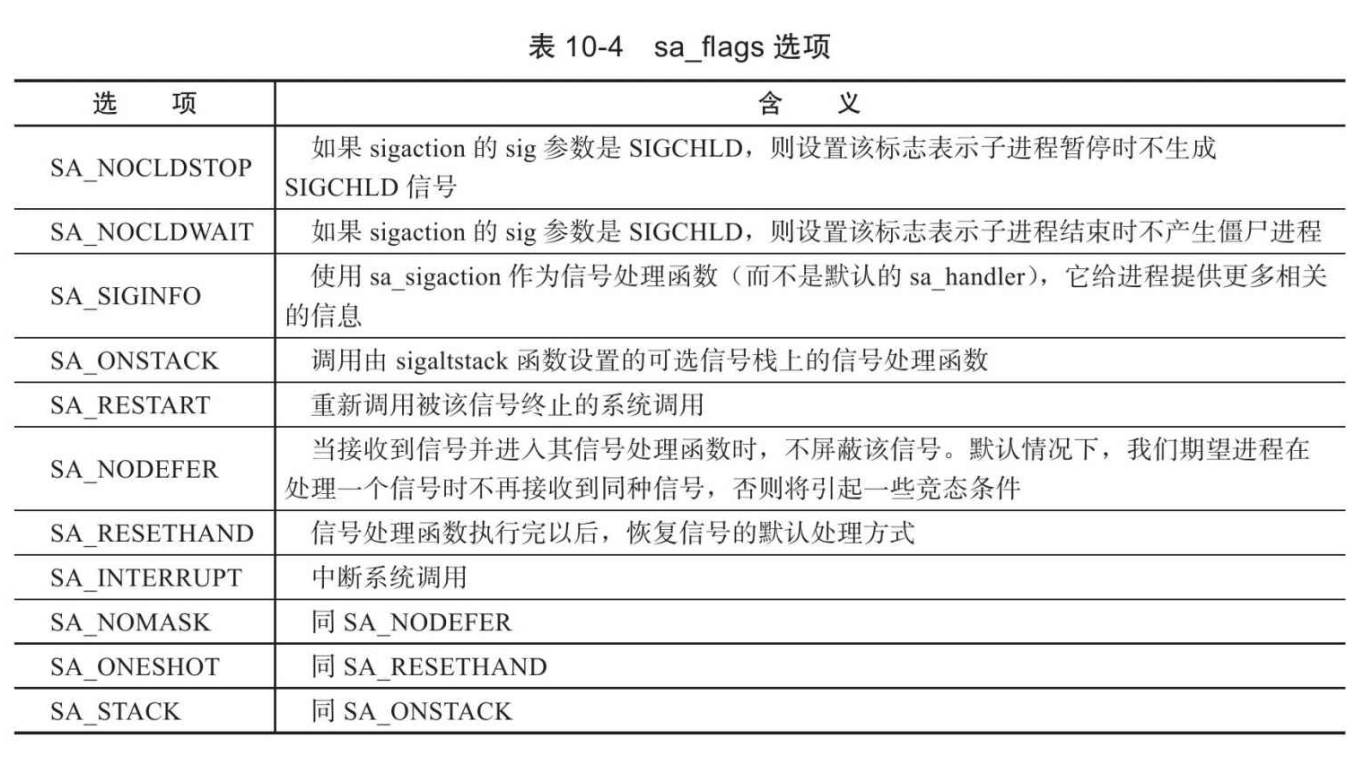 表 10-4 sa_flags 选项
选 项 含 义
SA_NOCLDSTOP 如果 sigaction 的 sig 参数是 SIGCHLD，则设置该标志表示子进程暂停时不生成
SIGCHLD 信号
SA_NOCLDWAIT 如果 sigaction 的 sig 参数是 SIGCHLD，则设置该标志表示子进程结束时不产生僵尸进程
SA_SIGINFO 使用 sa_sigaction 作为信号处理函数（而不是默认的 sa_handler），它给进程提供更多相关
的信息
SA_ONSTACK 调用由 sigaltstack 函数设置的可选信号栈上的信号处理函数
SA_RESTART 重新调用被该信号终止的系统调用
SA_NODEFER 当接收到信号并进入其信号处理函数时，不屏蔽该信号。默认情况下，我们期望进程在
处理一个信号时不再接收到同种信号，否则将引起一些竞态条件
SA_RESETHAND 信号处理函数执行完以后，恢复信号的默认处理方式
SA_INTERRUPT 中断系统调用
SA_NOMASK 同 SA_NODEFER
SA_ONESHOT 同 SA_RESETHAND
SA_STACK 同 SA_ONSTACK